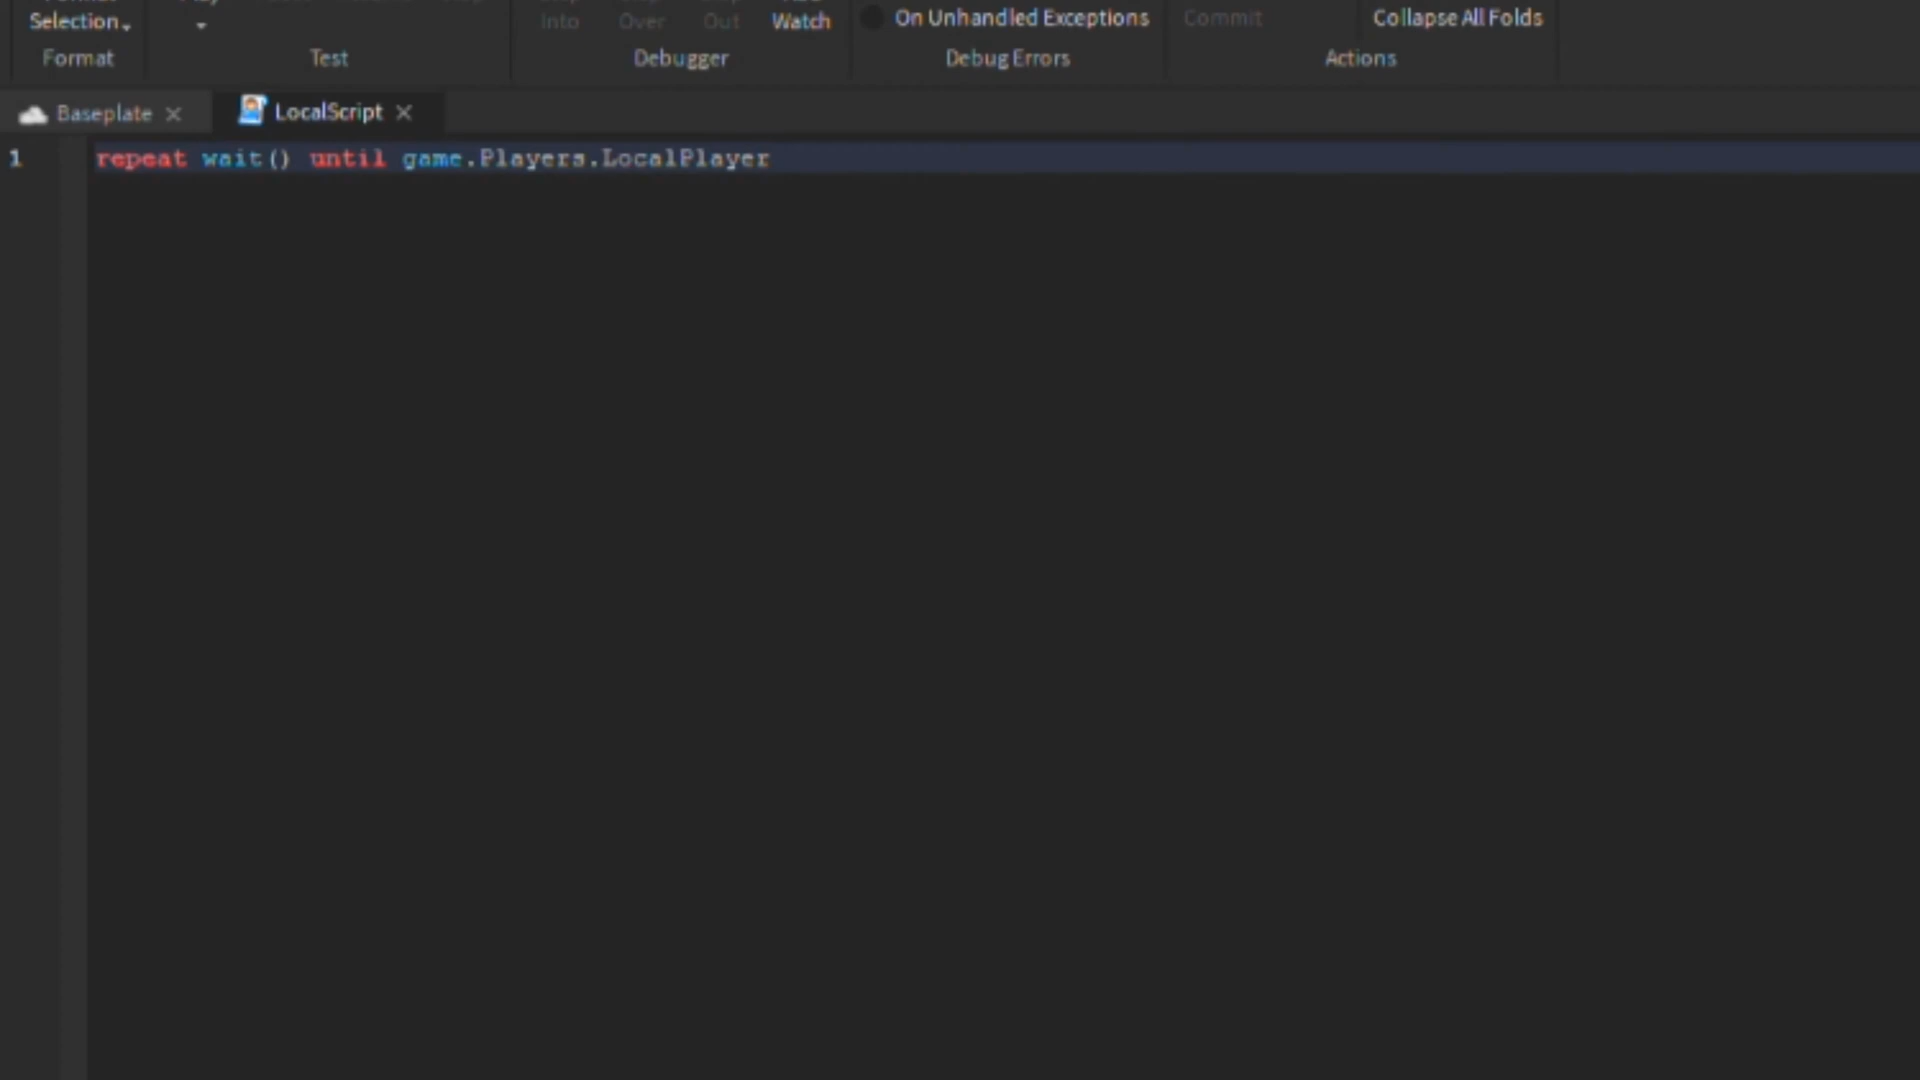 Selection
Into Over Out Watch On Unhandled Exceptions Commit Collapse All Folds
Format Test Debugger Debug Errors Actions
Baseplate LocalScript
1 repeat wait() until game.Players.LocalPlayer